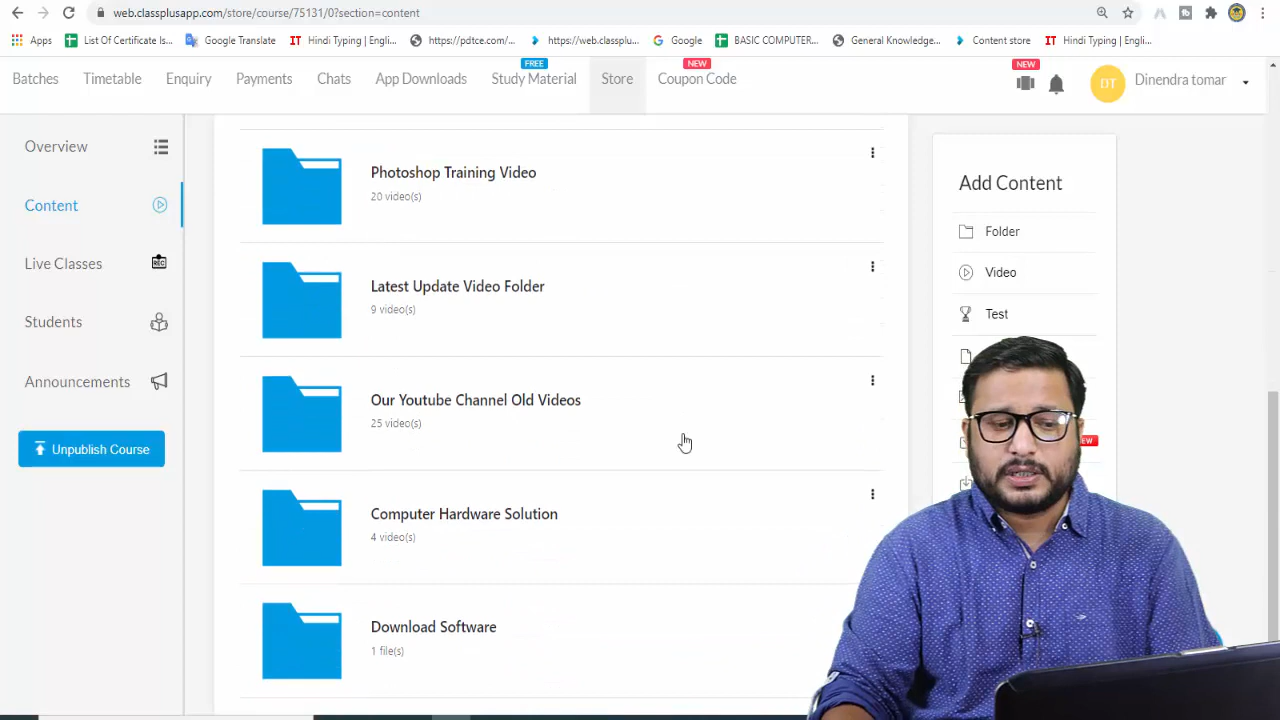 web.classplusapp.com/store/course/75131/0?section=content
Apps
List Of Certificate Is...
Google Translate
IT
Hindi Typing | Engli...
https://pdtce.com/...
https://web.classplu...
Google
BASIC COMPUTER...
General Knowledge...
Content store
IT
Hindi Typing | Engli...
FREE
NEW
NEW
Batches
Timetable
Enquiry
Payments
Chats
App Downloads
Study Material
Store
Coupon Code
DT
Dinendra tomar
Overview
Content
Live Classes
REC
Students
Announcements
Unpublish Course
Photoshop Training Video
20 video(s)
Latest Update Video Folder
9 video(s)
Our Youtube Channel Old Videos
25 video(s)
Computer Hardware Solution
4 video(s)
Download Software
1 file(s)
Add Content
Folder
Video
Test